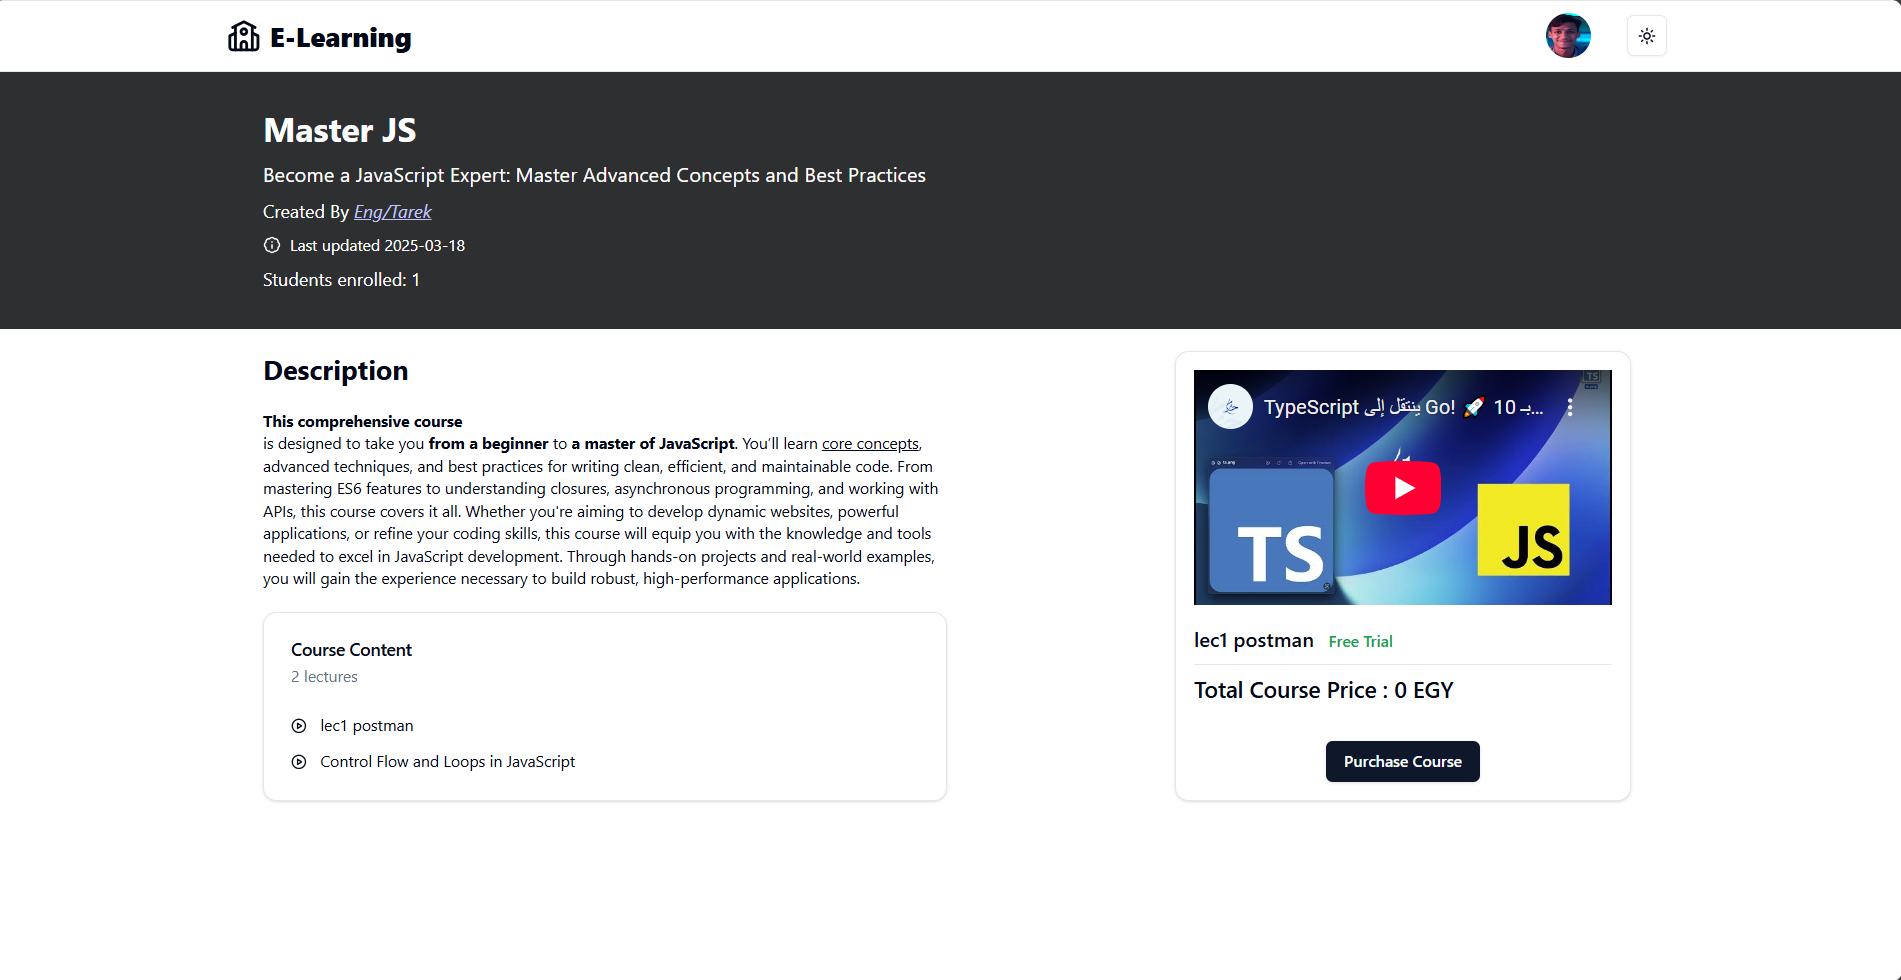 E-Learning
Master JS
Become a JavaScript Expert: Master Advanced Concepts and Best Practices
Created By Eng/Tarek
Last updated 2025-03-18
Students enrolled: 1
Description
This comprehensive course
is designed to take you from a beginner to a master of JavaScript. You’ll learn core concepts,
advanced techniques, and best practices for writing clean, efficient, and maintainable code. From
mastering ES6 features to understanding closures, asynchronous programming, and working with
APIs, this course covers it all. Whether you're aiming to develop dynamic websites, powerful
applications, or refine your coding skills, this course will equip you with the knowledge and tools
needed to excel in JavaScript development. Through hands-on projects and real-world examples,
you will gain the experience necessary to build robust, high-performance applications.
Course Content
2 lectures
lec1 postman
Control Flow and Loops in JavaScript
TS
TypeScript ينتقل إلى Go! 🚀 بـ 10...
TS
JS
lec1 postman Free Trial
Total Course Price : 0 EGY
Purchase Course